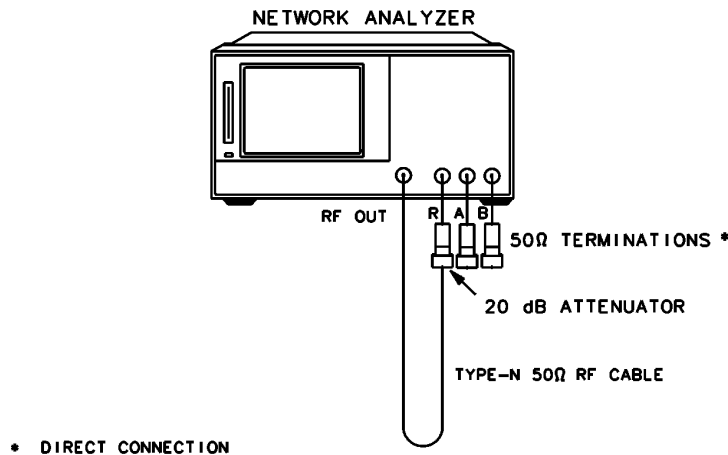 NETWORK ANALYZER
RF OUT
R A B
50Ω TERMINATIONS *
20 dB ATTENUATOR
TYPE-N 50Ω RF CABLE
* DIRECT CONNECTION